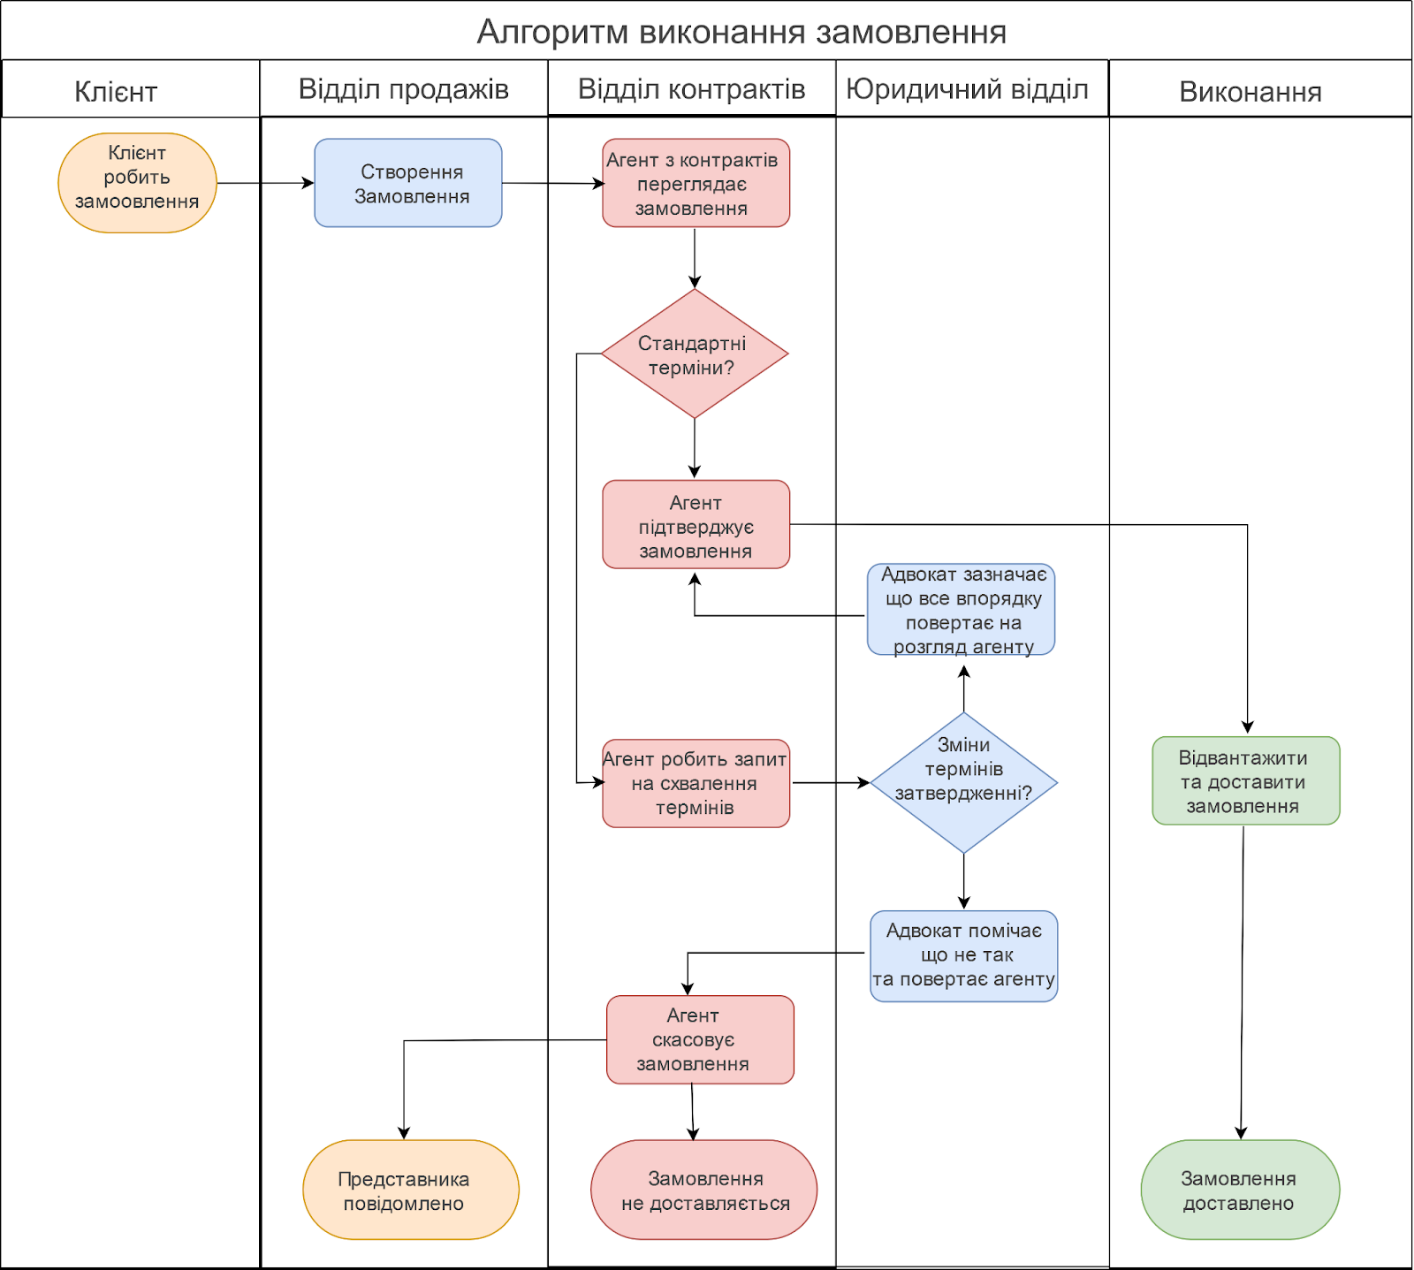 Алгоритм виконання замовлення
Клієнт
Відділ продажів
Відділ контрактів
Юридичний відділ
Виконання
Клієнт
робить
замоовлення
Створення
Замовлення
Агент з контрактів
переглядає
замовлення
Стандартні
терміни?
Агент
підтверджує
замовлення
Адвокат зазначає
що все впорядку
повертає на
розгляд агенту
Агент робить запит
на схвалення
термінів
Зміни
термінів
затвердженні?
Відвантажити
та доставити
замовлення
Адвокат помічає
що не так
та повертає агенту
Агент
скасовує
замовлення
Представника
повідомлено
Замовлення
не доставляється
Замовлення
доставлено